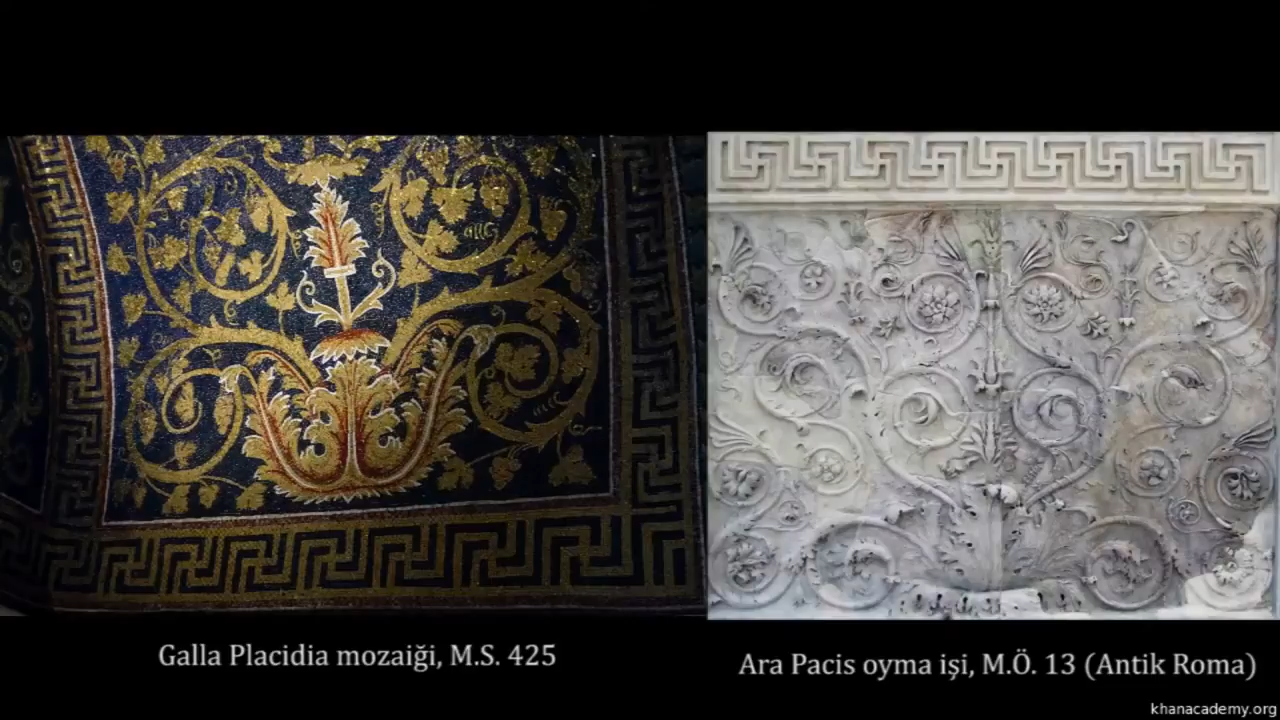 Galla Placidia mozaiği, M.S. 425
Ara Pacis oyma işi, M.Ö. 13 (Antik Roma)
khanacademy.org